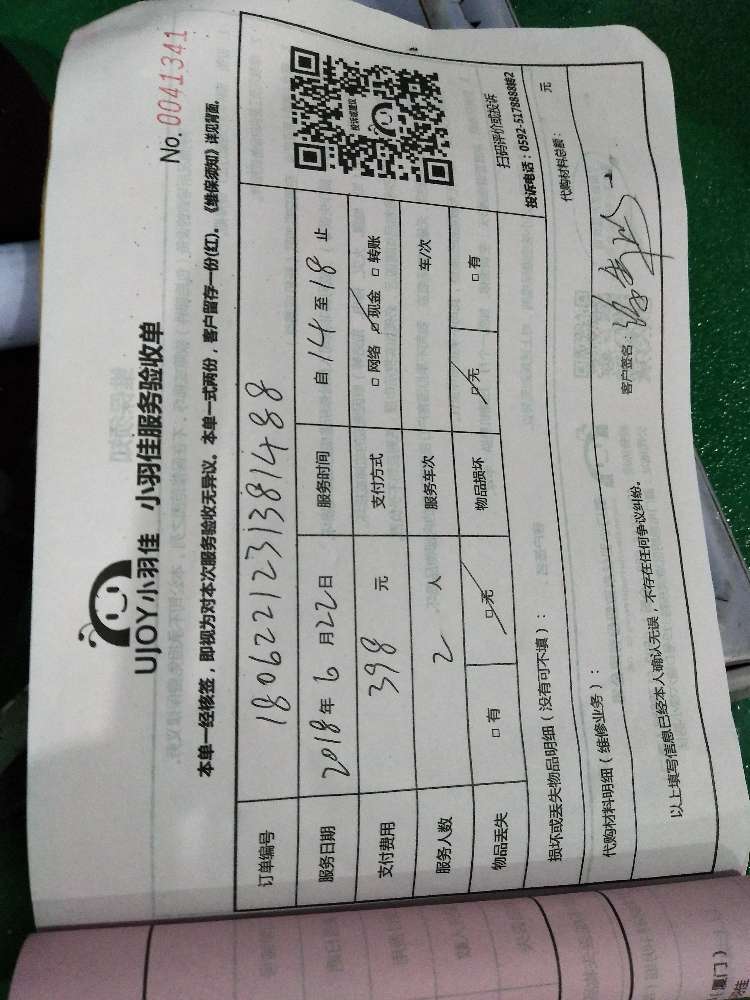 UJOY小羽佳 小羽佳服务验收单
No. 0041341
本单一经核签，即视为对本次服务验收无异议。本单一式两份，客户留存一份(红)。《维保须知》详见背面。
订单编号 180622123138148​8
服务日期 2018年6月22日 服务时间 自14至18止
支付费用 398元 支付方式 □网络 ☑现金 □转账
服务人数 2人 服务车次 车/次
物品丢失 □有 ☑无 物品损坏 ☑无 □有
投诉或建议
扫码评价或投诉
投诉电话：0592-5178888转2
损坏或丢失物品明细（没有可不填）：
代购材料明细（维修业务）： 代购材料总额： 元
以上填写信息已经本人确认无误，不存在任何争议纠纷。 客户签名：
厦门）